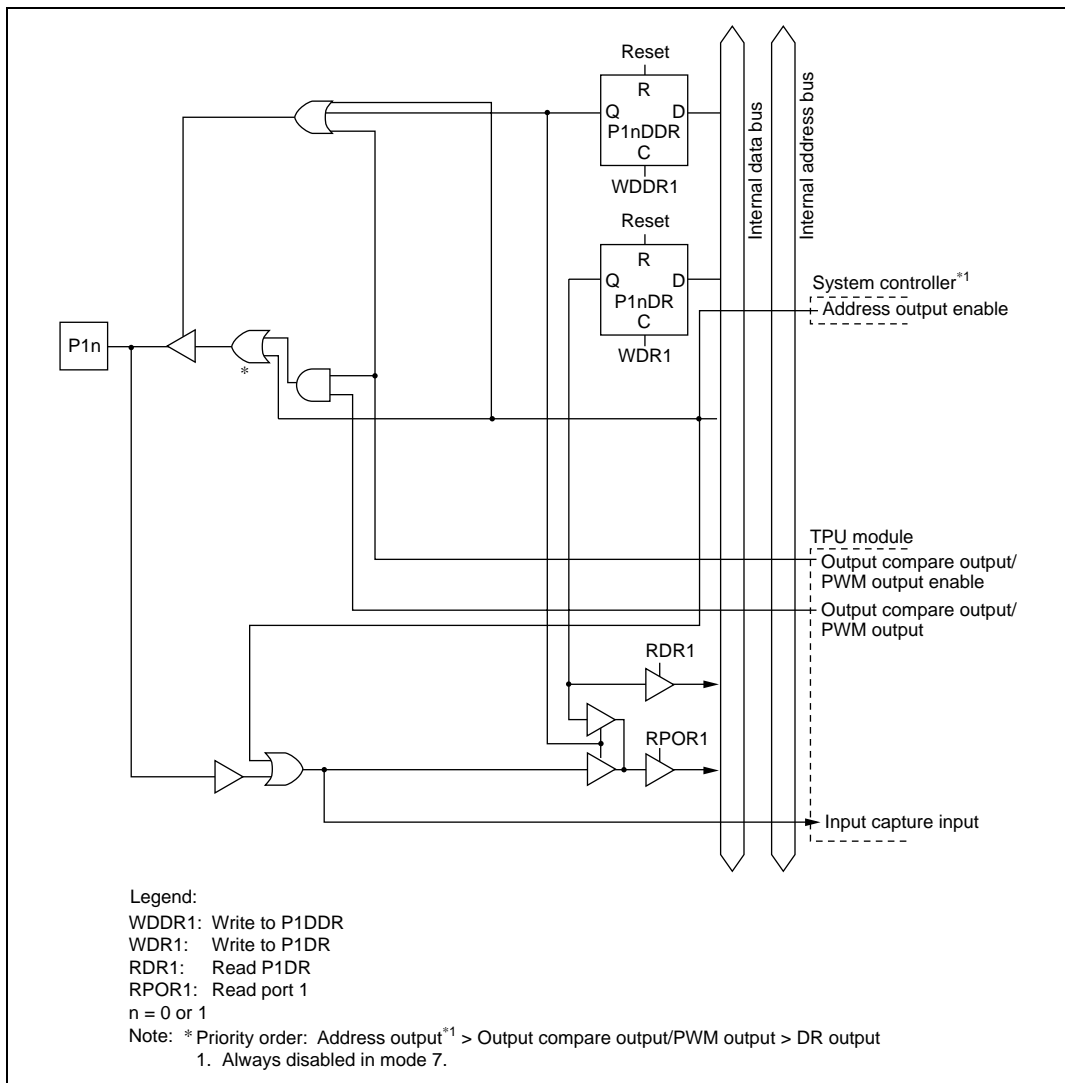 Reset
R
Q D
P1nDDR
C
WDDR1
Reset
R
Q D
P1nDR
C
WDR1
Internal data bus
Internal address bus
System controller*1
Address output enable
P1n
*
TPU module
Output compare output/
PWM output enable
Output compare output/
PWM output
RDR1
RPOR1
Input capture input
Legend:
WDDR1: Write to P1DDR
WDR1: Write to P1DR
RDR1: Read P1DR
RPOR1: Read port 1
n = 0 or 1
Note: * Priority order: Address output*1 > Output compare output/PWM output > DR output
1. Always disabled in mode 7.